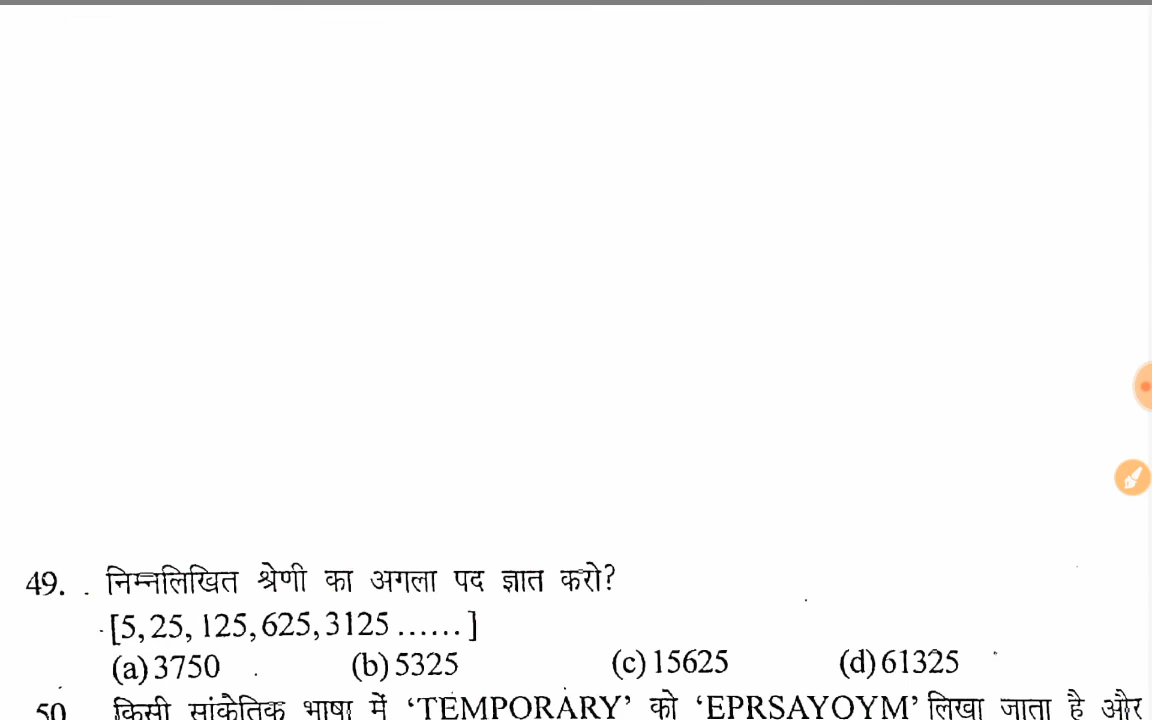 49. निम्नलिखित श्रेणी का अगला पद ज्ञात करो?
[5, 25, 125, 625, 3125 ......]
(a) 3750 (b) 5325 (c) 15625 (d) 61325
50 किसी सांकेतिक भाषा में ‘TEMPORARY’ को ‘EPRSAYOYM’ लिखा जाता है और